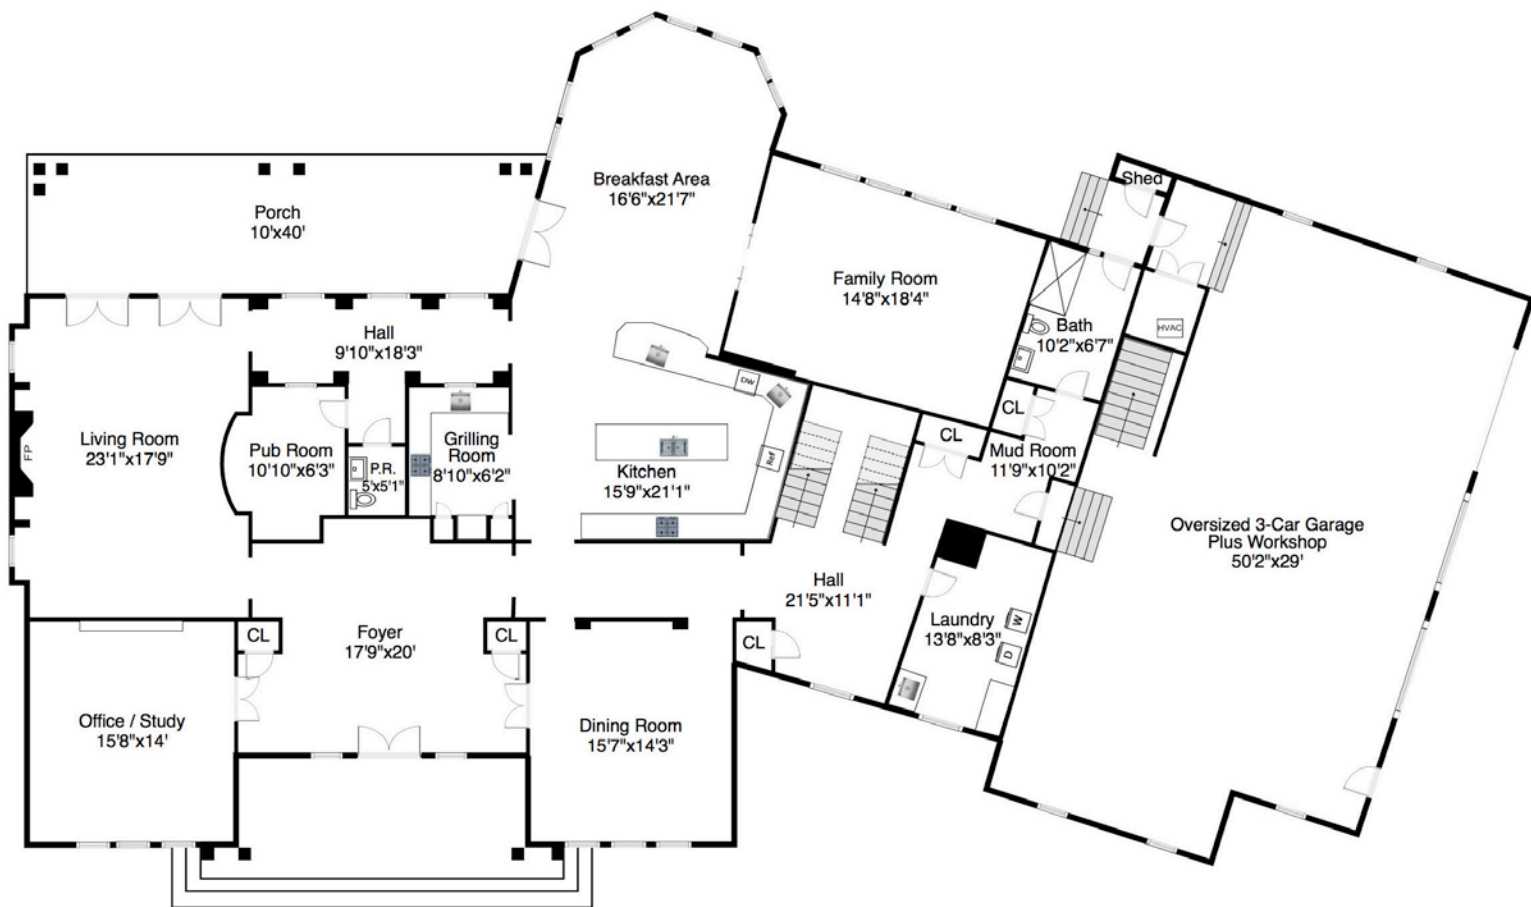 Breakfast Area
16'6"x21'7"
Shed
Porch
10'x40'
Family Room
14'8"x18'4"
HVAC
Bath
10'2"x6'7"
Hall
9'10"x18'3"
DW
CL
CL
Living Room
23'1"x17'9"
FP
Pub Room
10'10"x6'3"
P.R.
5'x5'1"
Grilling
Room
8'10"x6'2"
Kitchen
15'9"x21'1"
Ref
Mud Room
11'9"x10'2"
Oversized 3-Car Garage
Plus Workshop
50'2"x29'
Hall
21'5"x11'1"
Laundry
13'8"x8'3"
W
D
CL
Foyer
17'9"x20'
CL
CL
Office / Study
15'8"x14'
Dining Room
15'7"x14'3"